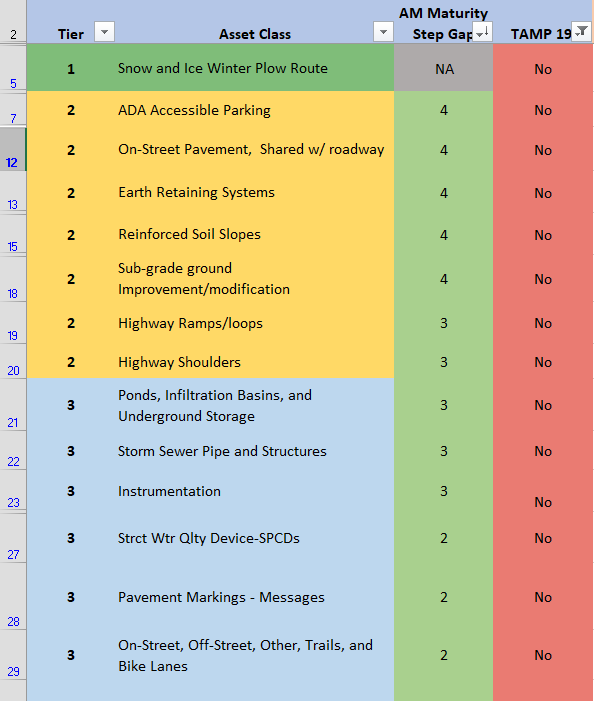 AM Maturity
2 Tier Asset Class Step Gap TAMP 19
5 1 Snow and Ice Winter Plow Route NA No
7 2 ADA Accessible Parking 4 No
12 2 On-Street Pavement, Shared w/ roadway 4 No
13 2 Earth Retaining Systems 4 No
15 2 Reinforced Soil Slopes 4 No
Sub-grade ground
18 2 Improvement/modification 4 No
19 2 Highway Ramps/loops 3 No
20 2 Highway Shoulders 3 No
Ponds, Infiltration Basins, and
21 3 Underground Storage 3 No
22 3 Storm Sewer Pipe and Structures 3 No
23 3 Instrumentation 3 No
27 3 Strct Wtr Qlty Device-SPCDs 2 No
28 3 Pavement Markings - Messages 2 No
On-Street, Off-Street, Other, Trails, and
29 3 Bike Lanes 2 No